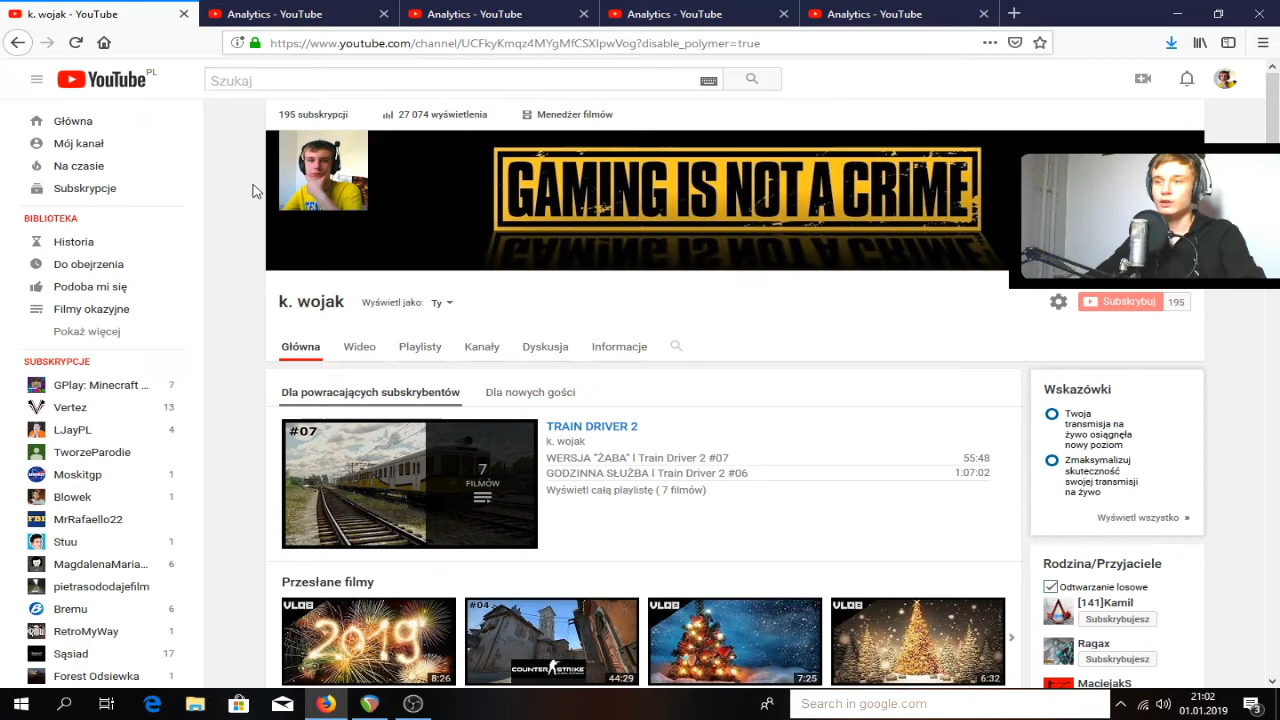 k. wojak - YouTube
Analytics - YouTube
Analytics - YouTube
Analytics - YouTube
Analytics - YouTube
https://www.youtube.com/channel/UCFkyKmqz4MYgMfCSXIpwVog?disable_polymer=true
YouTube PL
Szukaj
195 subskrypcji
27 074 wyświetlenia
Menedżer filmów
GAMING IS NOT A CRIME
k. wojak
Wyświetl jako: Ty
Subskrybuj 195
Główna
Wideo
Playlisty
Kanały
Dyskusja
Informacje
Główna
Mój kanał
Na czasie
Subskrypcje
BIBLIOTEKA
Historia
Do obejrzenia
Podoba mi się
Filmy okazyjne
Pokaż więcej
SUBSKRYPCJE
GPlay: Minecraft ... 7
Vertez 13
LJayPL 4
TworzeParodie
Moskitgp 1
Blowek 1
FBI MrRafaello22
Stuu 1
MagdalenaMaria... 6
pietrasododajefilm
Bremu 6
RetroMyWay 1
Sąsiad 17
Forest Odsiewka 1
Dla powracających subskrybentów
Dla nowych gości
#07
7
FILMÓW
TRAIN DRIVER 2
k. wojak
WERSJA "ŻABA" l Train Driver 2 #07 55:48
GODZINNA SŁUŻBA l Train Driver 2 #06 1:07:02
Wyświetl całą playlistę ( 7 filmów)
Przesłane filmy
VLOG
2019
8:26
#04
COUNTER STRIKE
44:29
VLOG
7:25
VLOG
6:32
Wskazówki
Twoja
transmisja na
żywo osiągnęła
nowy poziom
Zmaksymalizuj
skuteczność
swojej transmisji
na żywo
Wyświetl wszystko »
Rodzina/Przyjaciele
Odtwarzanie losowe
[141]Kamil
Subskrybujesz
Ragax
Subskrybujesz
MaciejakS
Search in google.com
21:02
01.01.2019
3